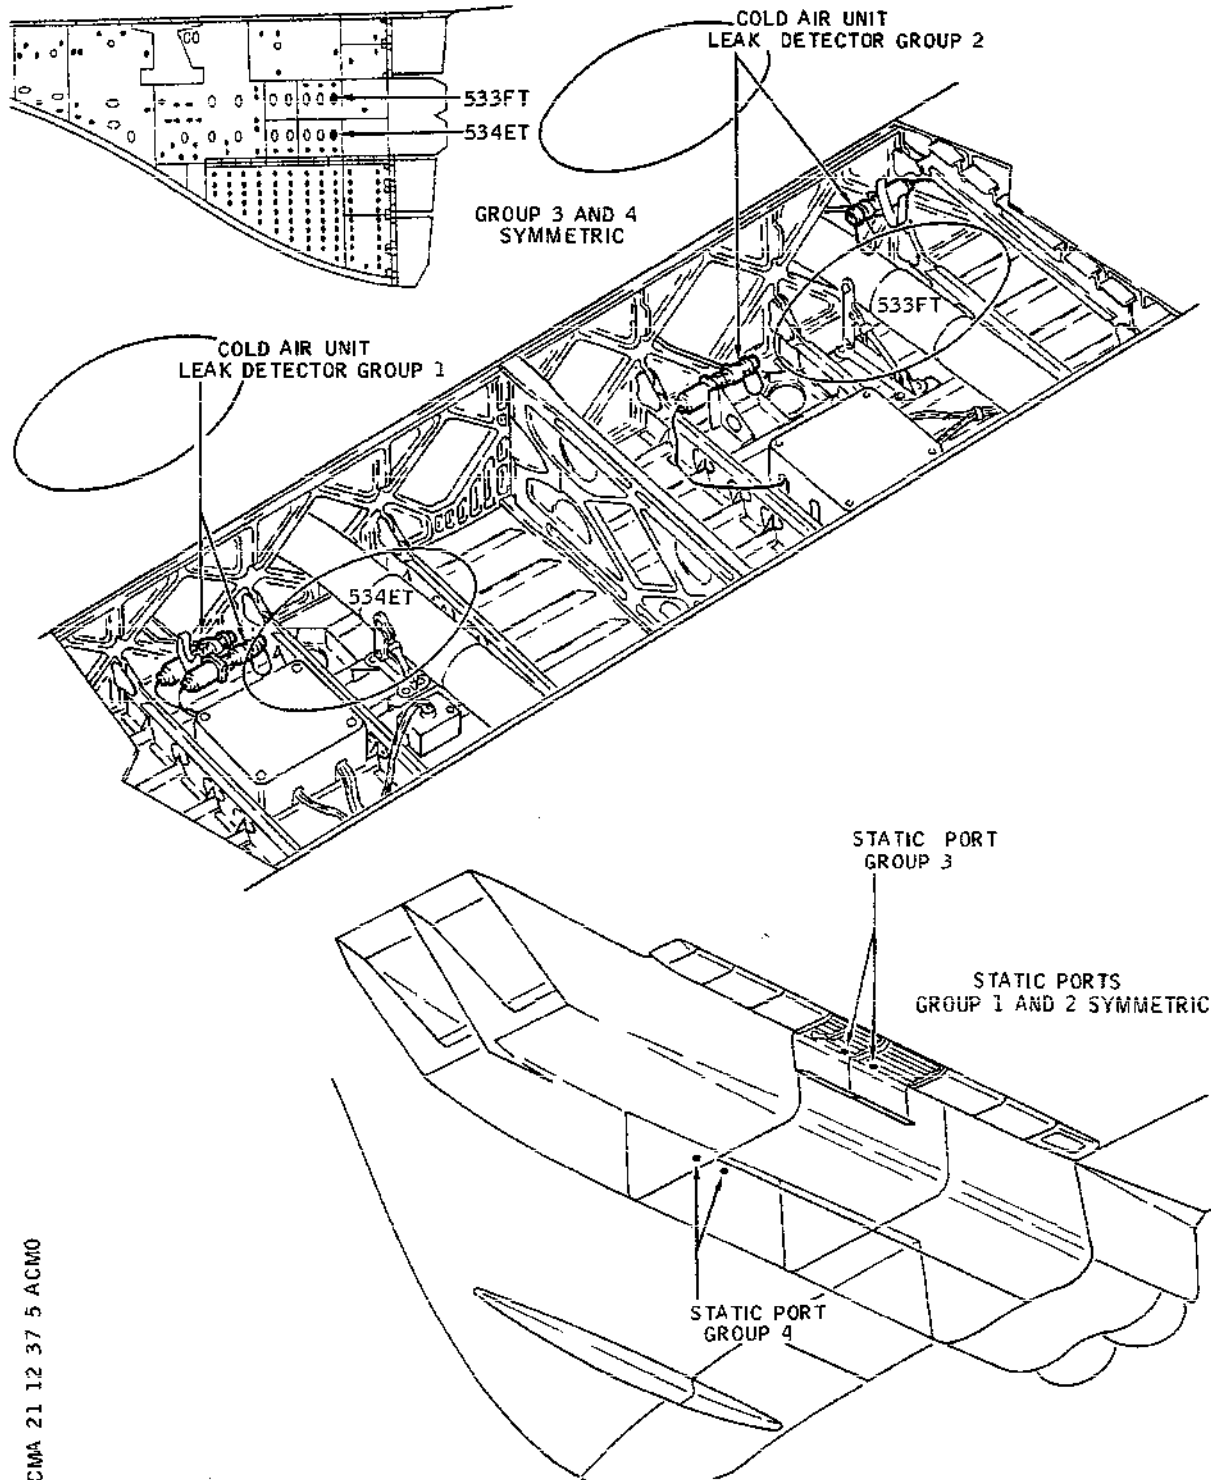 COLD AIR UNIT
LEAK DETECTOR GROUP 2
533FT
534ET
GROUP 3 AND 4
SYMMETRIC
533FT
COLD AIR UNIT
LEAK DETECTOR GROUP 1
534ET
STATIC PORT
GROUP 3
STATIC PORTS
GROUP 1 AND 2 SYMMETRIC
STATIC PORT
GROUP 4
CMA 21 12 37 5 ACMO